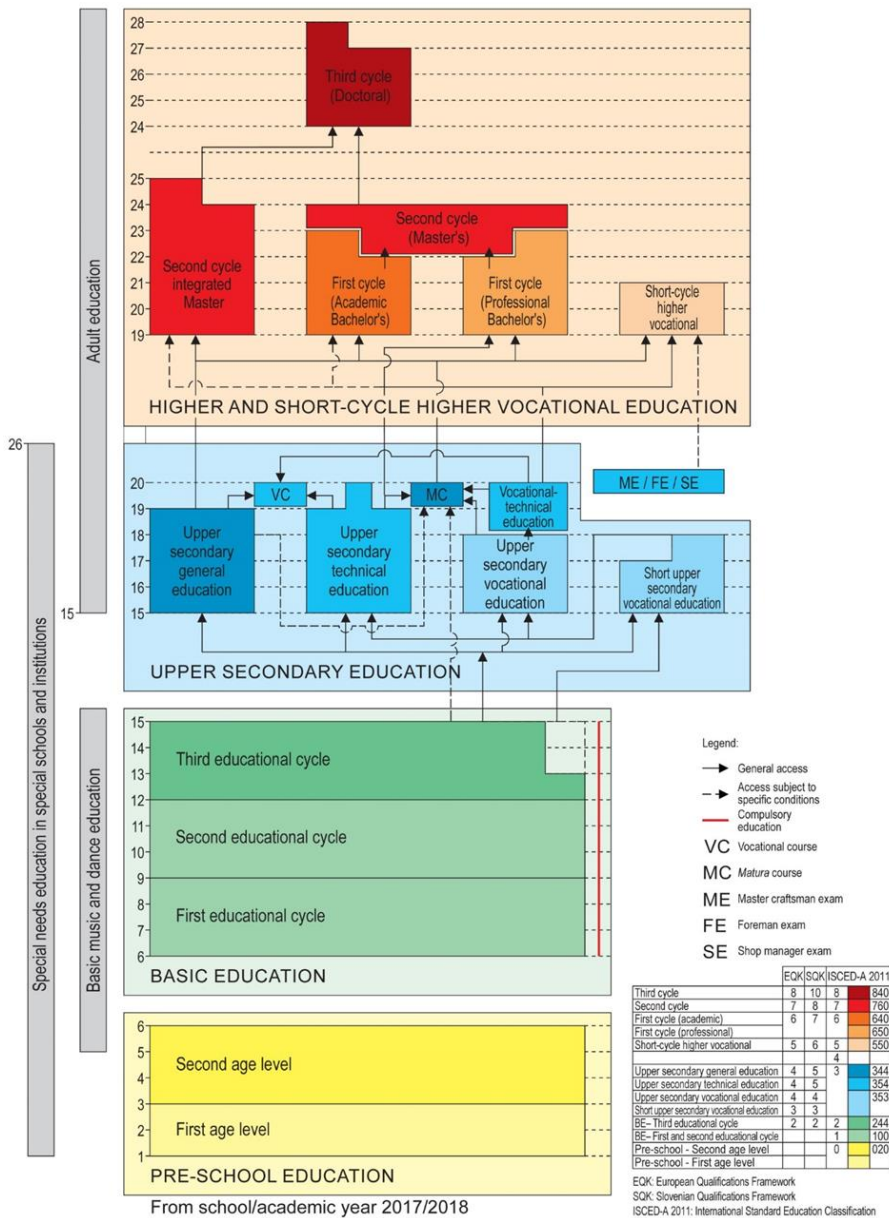 28
27
26
25
24
Third cycle
(Doctoral)
25
24
23
22
21
20
19
Second cycle
integrated
Master
Second cycle
(Master's)
First cycle
(Academic
Bachelor's)
First cycle
(Professional
Bachelor's)
Short-cycle
higher
vocational
HIGHER AND SHORT-CYCLE HIGHER VOCATIONAL EDUCATION
Adult education
26
15
20
19
18
17
16
15
VC
MC
Vocational-
technical
education
ME / FE / SE
Upper
secondary
general
education
Upper
secondary
technical
education
Upper
secondary
vocational
education
Short upper
secondary
vocational education
UPPER SECONDARY EDUCATION
Special needs education in special schools and institutions
Basic music and dance education
15
14
13
12
11
10
9
8
7
6
Third educational cycle
Second educational cycle
First educational cycle
BASIC EDUCATION
6
5
4
3
2
1
Second age level
First age level
PRE-SCHOOL EDUCATION
From school/academic year 2017/2018
Legend:
General access
Access subject to
specific conditions
Compulsory
education
VC Vocational course
MC Matura course
ME Master craftsman exam
FE Foreman exam
SE Shop manager exam
EQK SQK ISCED-A 2011
Third cycle 8 10 8 840
Second cycle 7 8 7 760
First cycle (academic) 6 7 6 640
First cycle (professional) 650
Short-cycle higher vocational 5 6 5 550
4
Upper secondary general education 4 5 3 344
Upper secondary technical education 4 5 354
Upper secondary vocational education 4 4 353
Short upper secondary vocational education 3 3
BE– Third educational cycle 2 2 2 244
BE– First and second educational cycle 1 100
Pre-school - Second age level 0 020
Pre-school - First age level
EQK: European Qualifications Framework
SQK: Slovenian Qualifications Framework
ISCED-A 2011: International Standard Education Classification